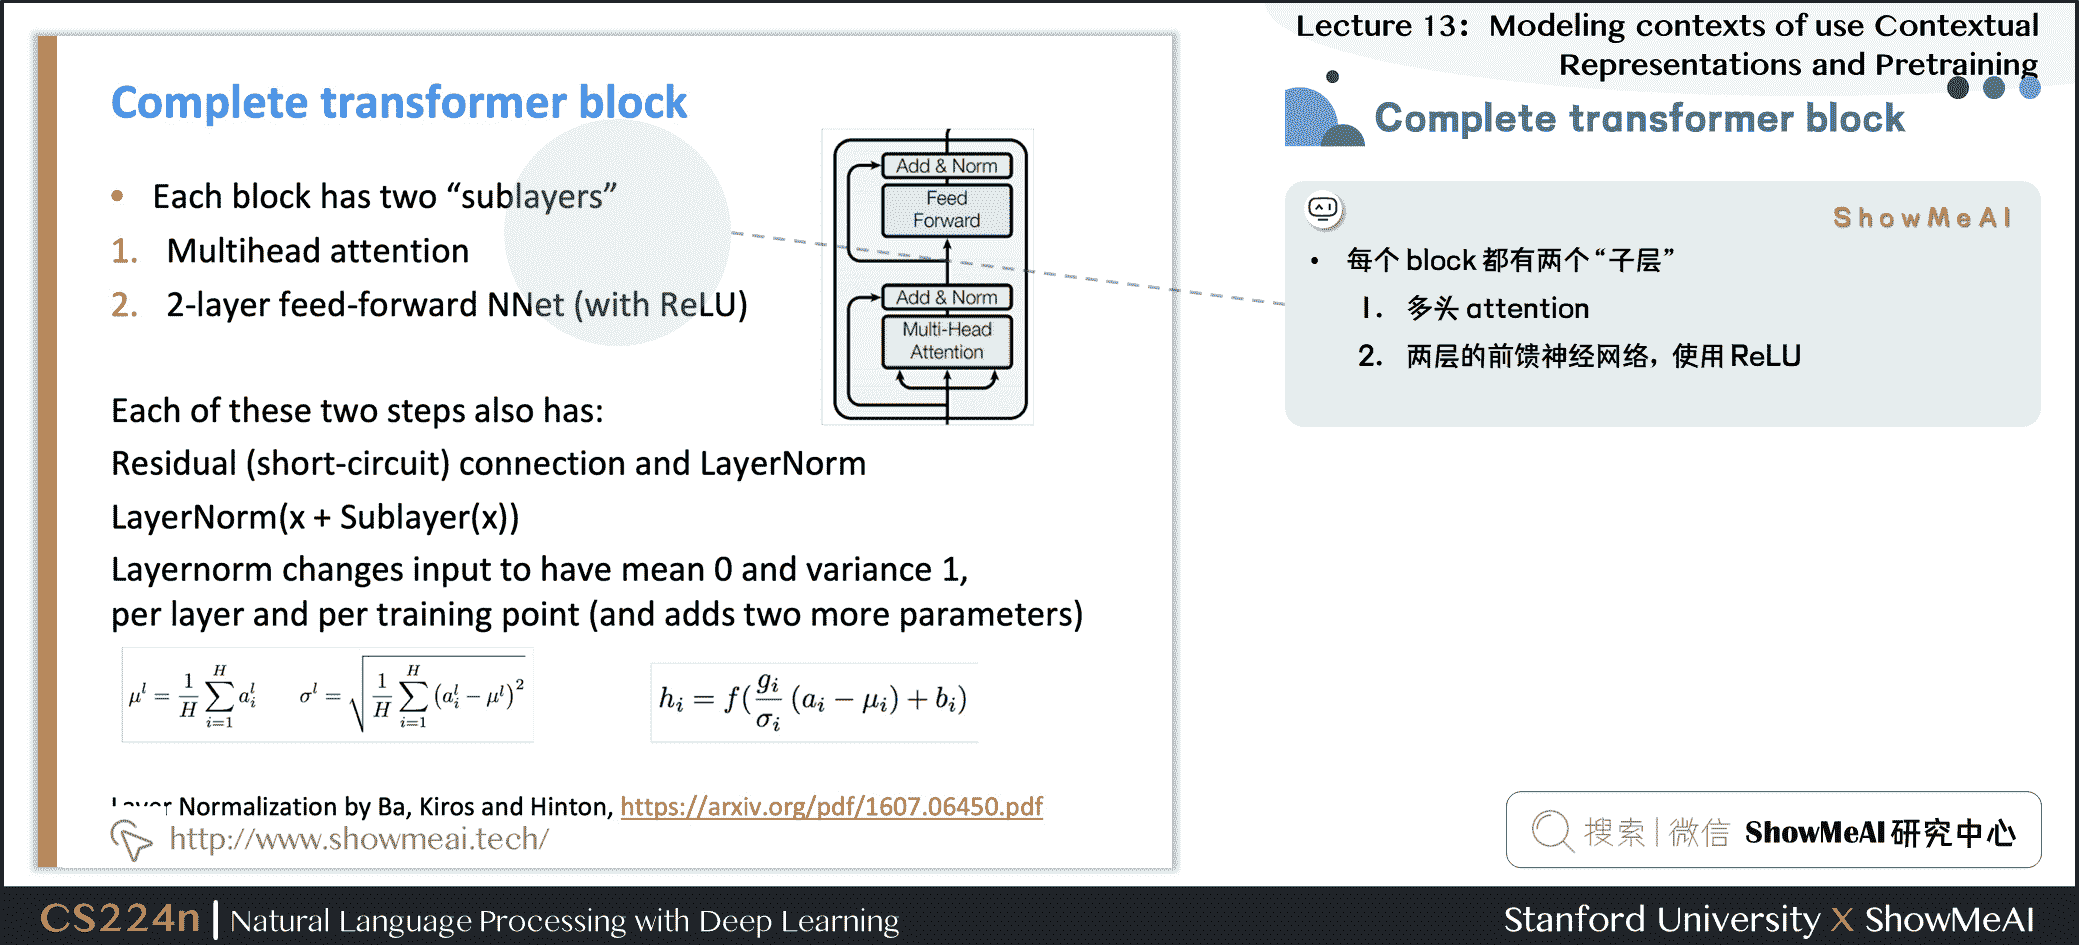 Lecture 13: Modeling contexts of use Contextual
Representations and Pretraining
Complete transformer block
• Each block has two “sublayers”
1. Multihead attention
2. 2-layer feed-forward NNet (with ReLU)
Each of these two steps also has:
Residual (short-circuit) connection and LayerNorm
LayerNorm(x + Sublayer(x))
Layernorm changes input to have mean 0 and variance 1,
per layer and per training point (and adds two more parameters)
Add & Norm
Feed
Forward
Add & Norm
Multi-Head
Attention
μ^l = \frac{1}{H} \sum_{i=1}^{H} a_i^l
σ^l = \sqrt{\frac{1}{H} \sum_{i=1}^{H} (a_i^l − μ^l)^2}
h_i = f(\frac{g_i}{σ_i} (a_i − μ_i) + b_i)
Layer Normalization by Ba, Kiros and Hinton, https://arxiv.org/pdf/1607.06450.pdf
http://www.showmeai.tech/
Complete transformer block
ShowMeAI
• 每个 block 都有两个“子层”
1. 多头 attention
2. 两层的前馈神经网络，使用 ReLU
搜索 | 微信 ShowMeAI 研究中心
CS224n | Natural Language Processing with Deep Learning
Stanford University X ShowMeAI